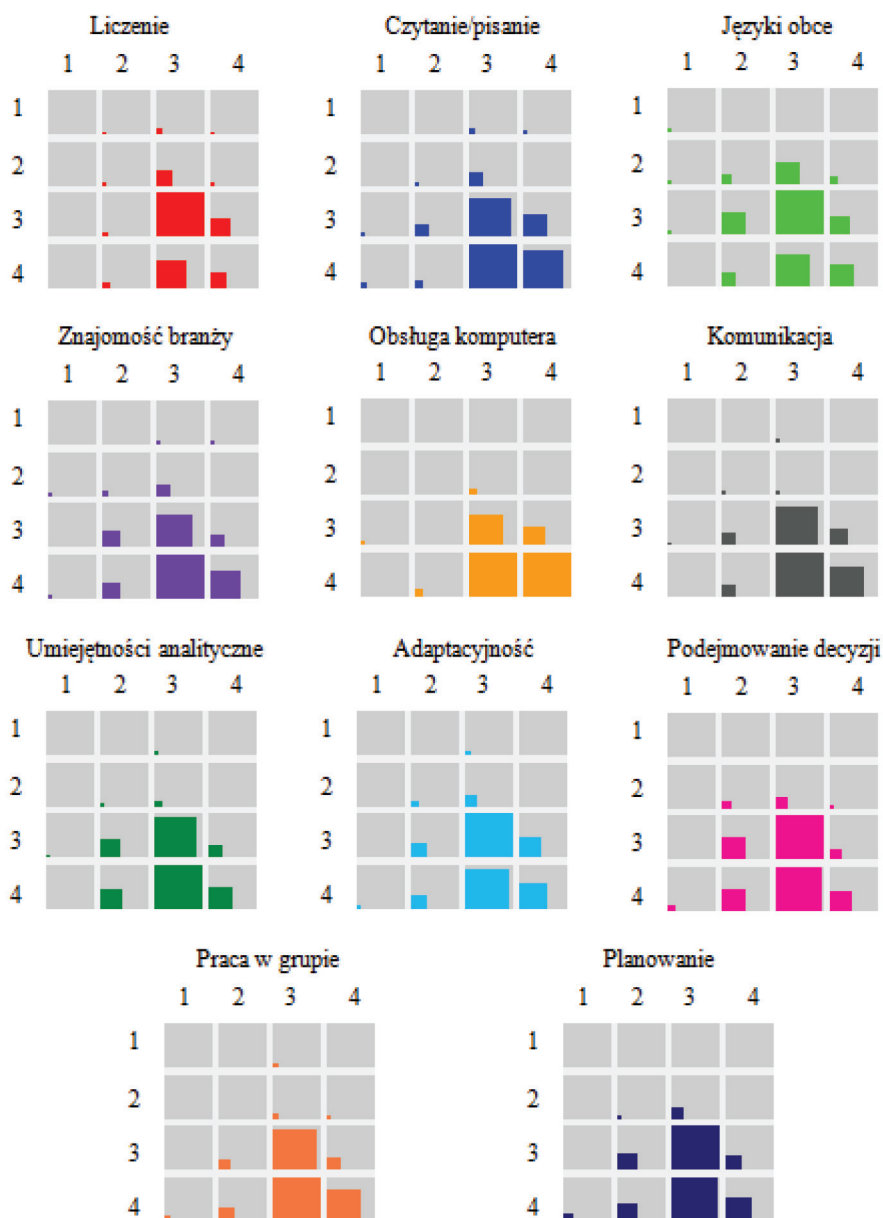 Liczenie Czytanie/pisanie Języki obce
1 2 3 4 1 2 3 4 1 2 3 4
1 1 1
2 2 2
3 3 3
4 4 4
Znajomość branży Obsługa komputera Komunikacja
1 2 3 4 1 2 3 4 1 2 3 4
1 1 1
2 2 2
3 3 3
4 4 4
Umiejętności analityczne Adaptacyjność Podejmowanie decyzji
1 2 3 4 1 2 3 4 1 2 3 4
1 1 1
2 2 2
3 3 3
4 4 4
Praca w grupie Planowanie
1 2 3 4 1 2 3 4
1 1
2 2
3 3
4 4